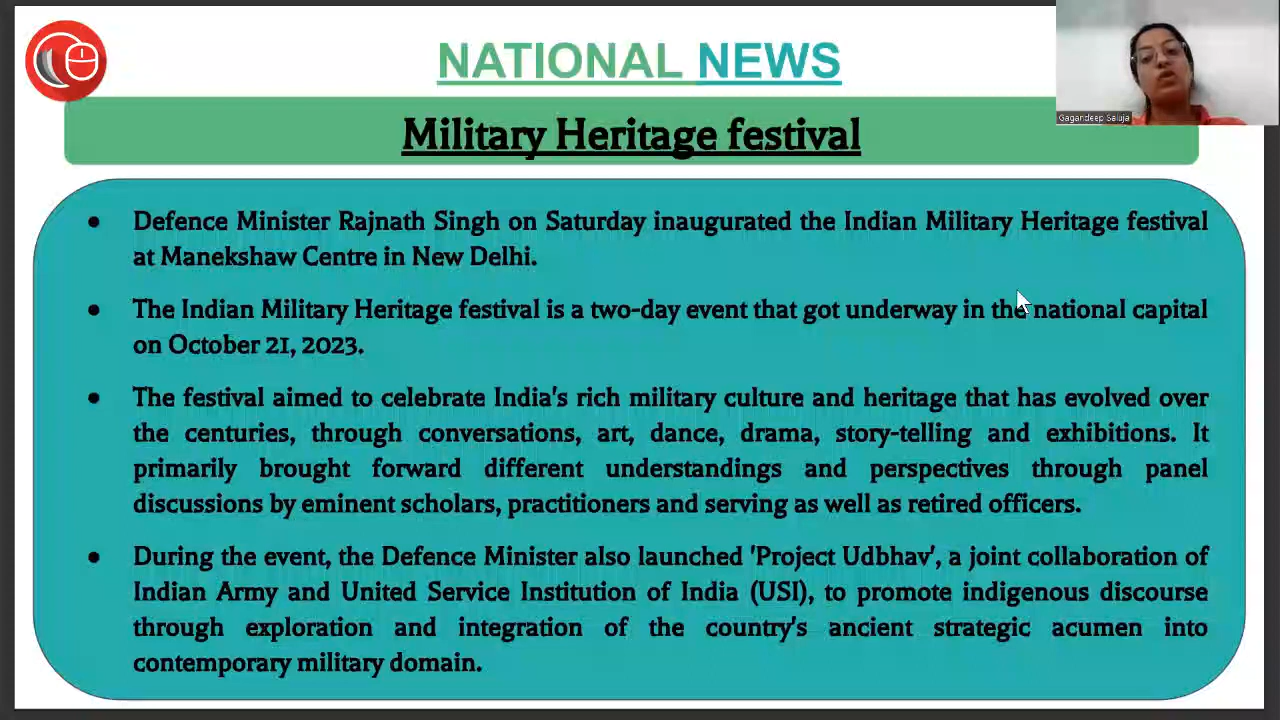 NATIONAL NEWS
Gagandeep Saluja
Military Heritage festival
• Defence Minister Rajnath Singh on Saturday inaugurated the Indian Military Heritage festival
at Manekshaw Centre in New Delhi.
• The Indian Military Heritage festival is a two-day event that got underway in the national capital
on October 21, 2023.
• The festival aimed to celebrate India's rich military culture and heritage that has evolved over
the centuries, through conversations, art, dance, drama, story-telling and exhibitions. It
primarily brought forward different understandings and perspectives through panel
discussions by eminent scholars, practitioners and serving as well as retired officers.
• During the event, the Defence Minister also launched 'Project Udbhav', a joint collaboration of
Indian Army and United Service Institution of India (USI), to promote indigenous discourse
through exploration and integration of the country's ancient strategic acumen into
contemporary military domain.